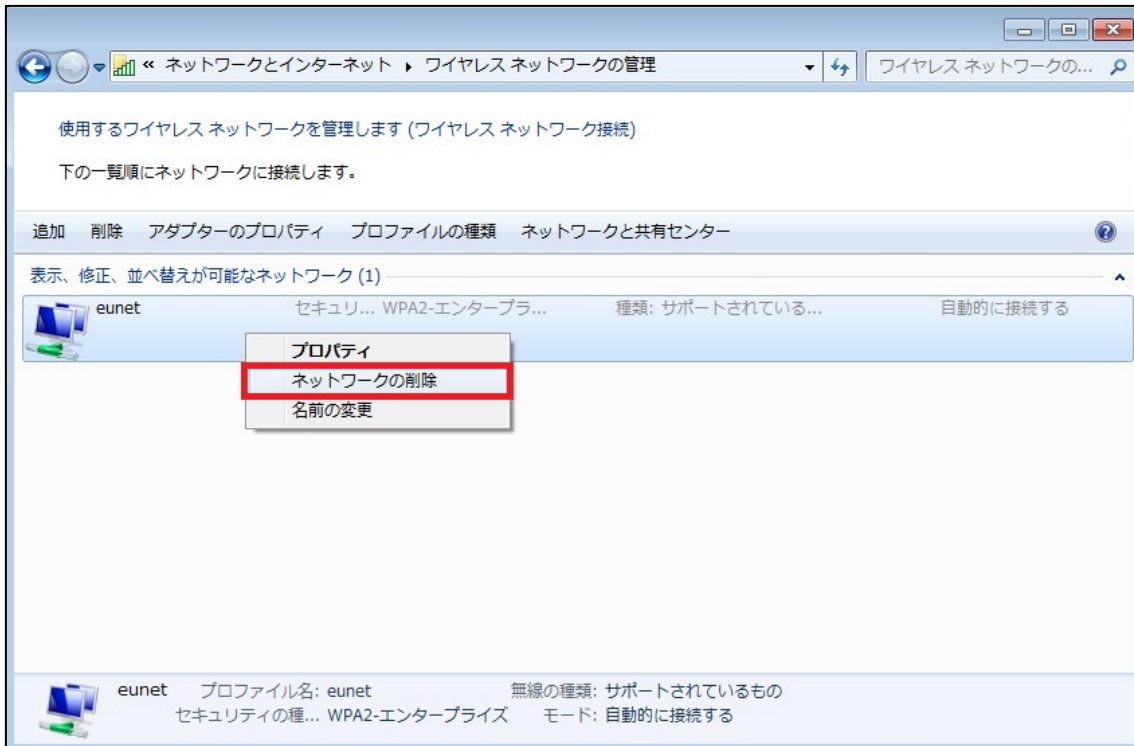 « ネットワークとインターネット ▸ ワイヤレス ネットワークの管理 ワイヤレス ネットワークの...
使用するワイヤレス ネットワークを管理します (ワイヤレス ネットワーク接続)
下の一覧順にネットワークに接続します。
追加 削除 アダプターのプロパティ プロファイルの種類 ネットワークと共有センター
表示、修正、並べ替えが可能なネットワーク (1)
eunet セキュリ... WPA2-エンタープラ... 種類: サポートされている... 自動的に接続する
プロパティ
ネットワークの削除
名前の変更
eunet プロファイル名: eunet 無線の種類: サポートされているもの
セキュリティの種... WPA2-エンタープライズ モード: 自動的に接続する